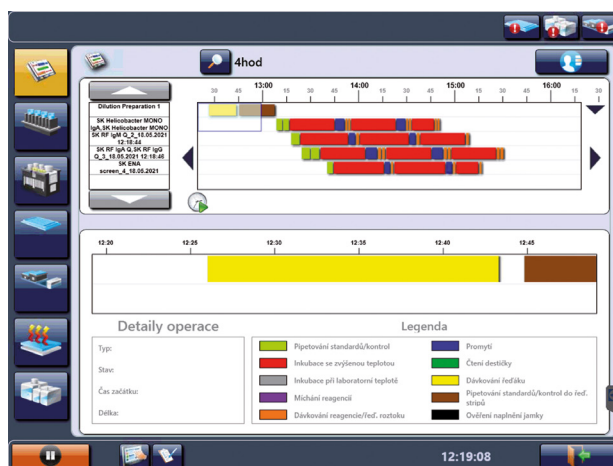 4hod
13:00 14:00 15:00 16:00
30 45 15 30 45 15 30 45 15 30 45 15 30
Dilution Preparation 1
SK Helicobacter MONO
IgA,SK Helicobacter MONO
SK RF IgM Q_2_18.05.2021
12:18:44
SK RF IgA Q,SK RF IgG
Q_3_18.05.2021 12:18:46
SK ENA
screen_4_18.05.2021
12:20 12:25 12:30 12:35 12:40 12:45
Detaily operace
Typ:
Stav:
Čas začátku:
Délka:
Legenda
Pipetování standardů/kontrol
Inkubace se zvýšenou teplotou
Inkubace při laboratorní teplotě
Míchání reagencií
Dávkování reagencie/řeď. roztoku
Promytí
Čtení destičky
Dávkování řeďáku
Pipetování standardů/kontrol do řeď.
stripů
Ověření naplnění jamky
12:19:08